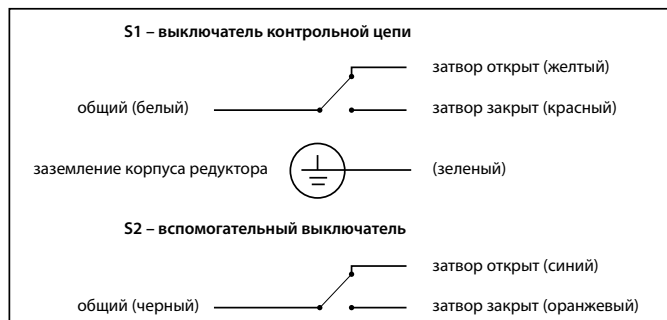 S1 – выключатель контрольной цепи
затвор открыт (желтый)
общий (белый)
затвор закрыт (красный)
заземление корпуса редуктора
(зеленый)
S2 – вспомогательный выключатель
затвор открыт (синий)
общий (черный)
затвор закрыт (оранжевый)